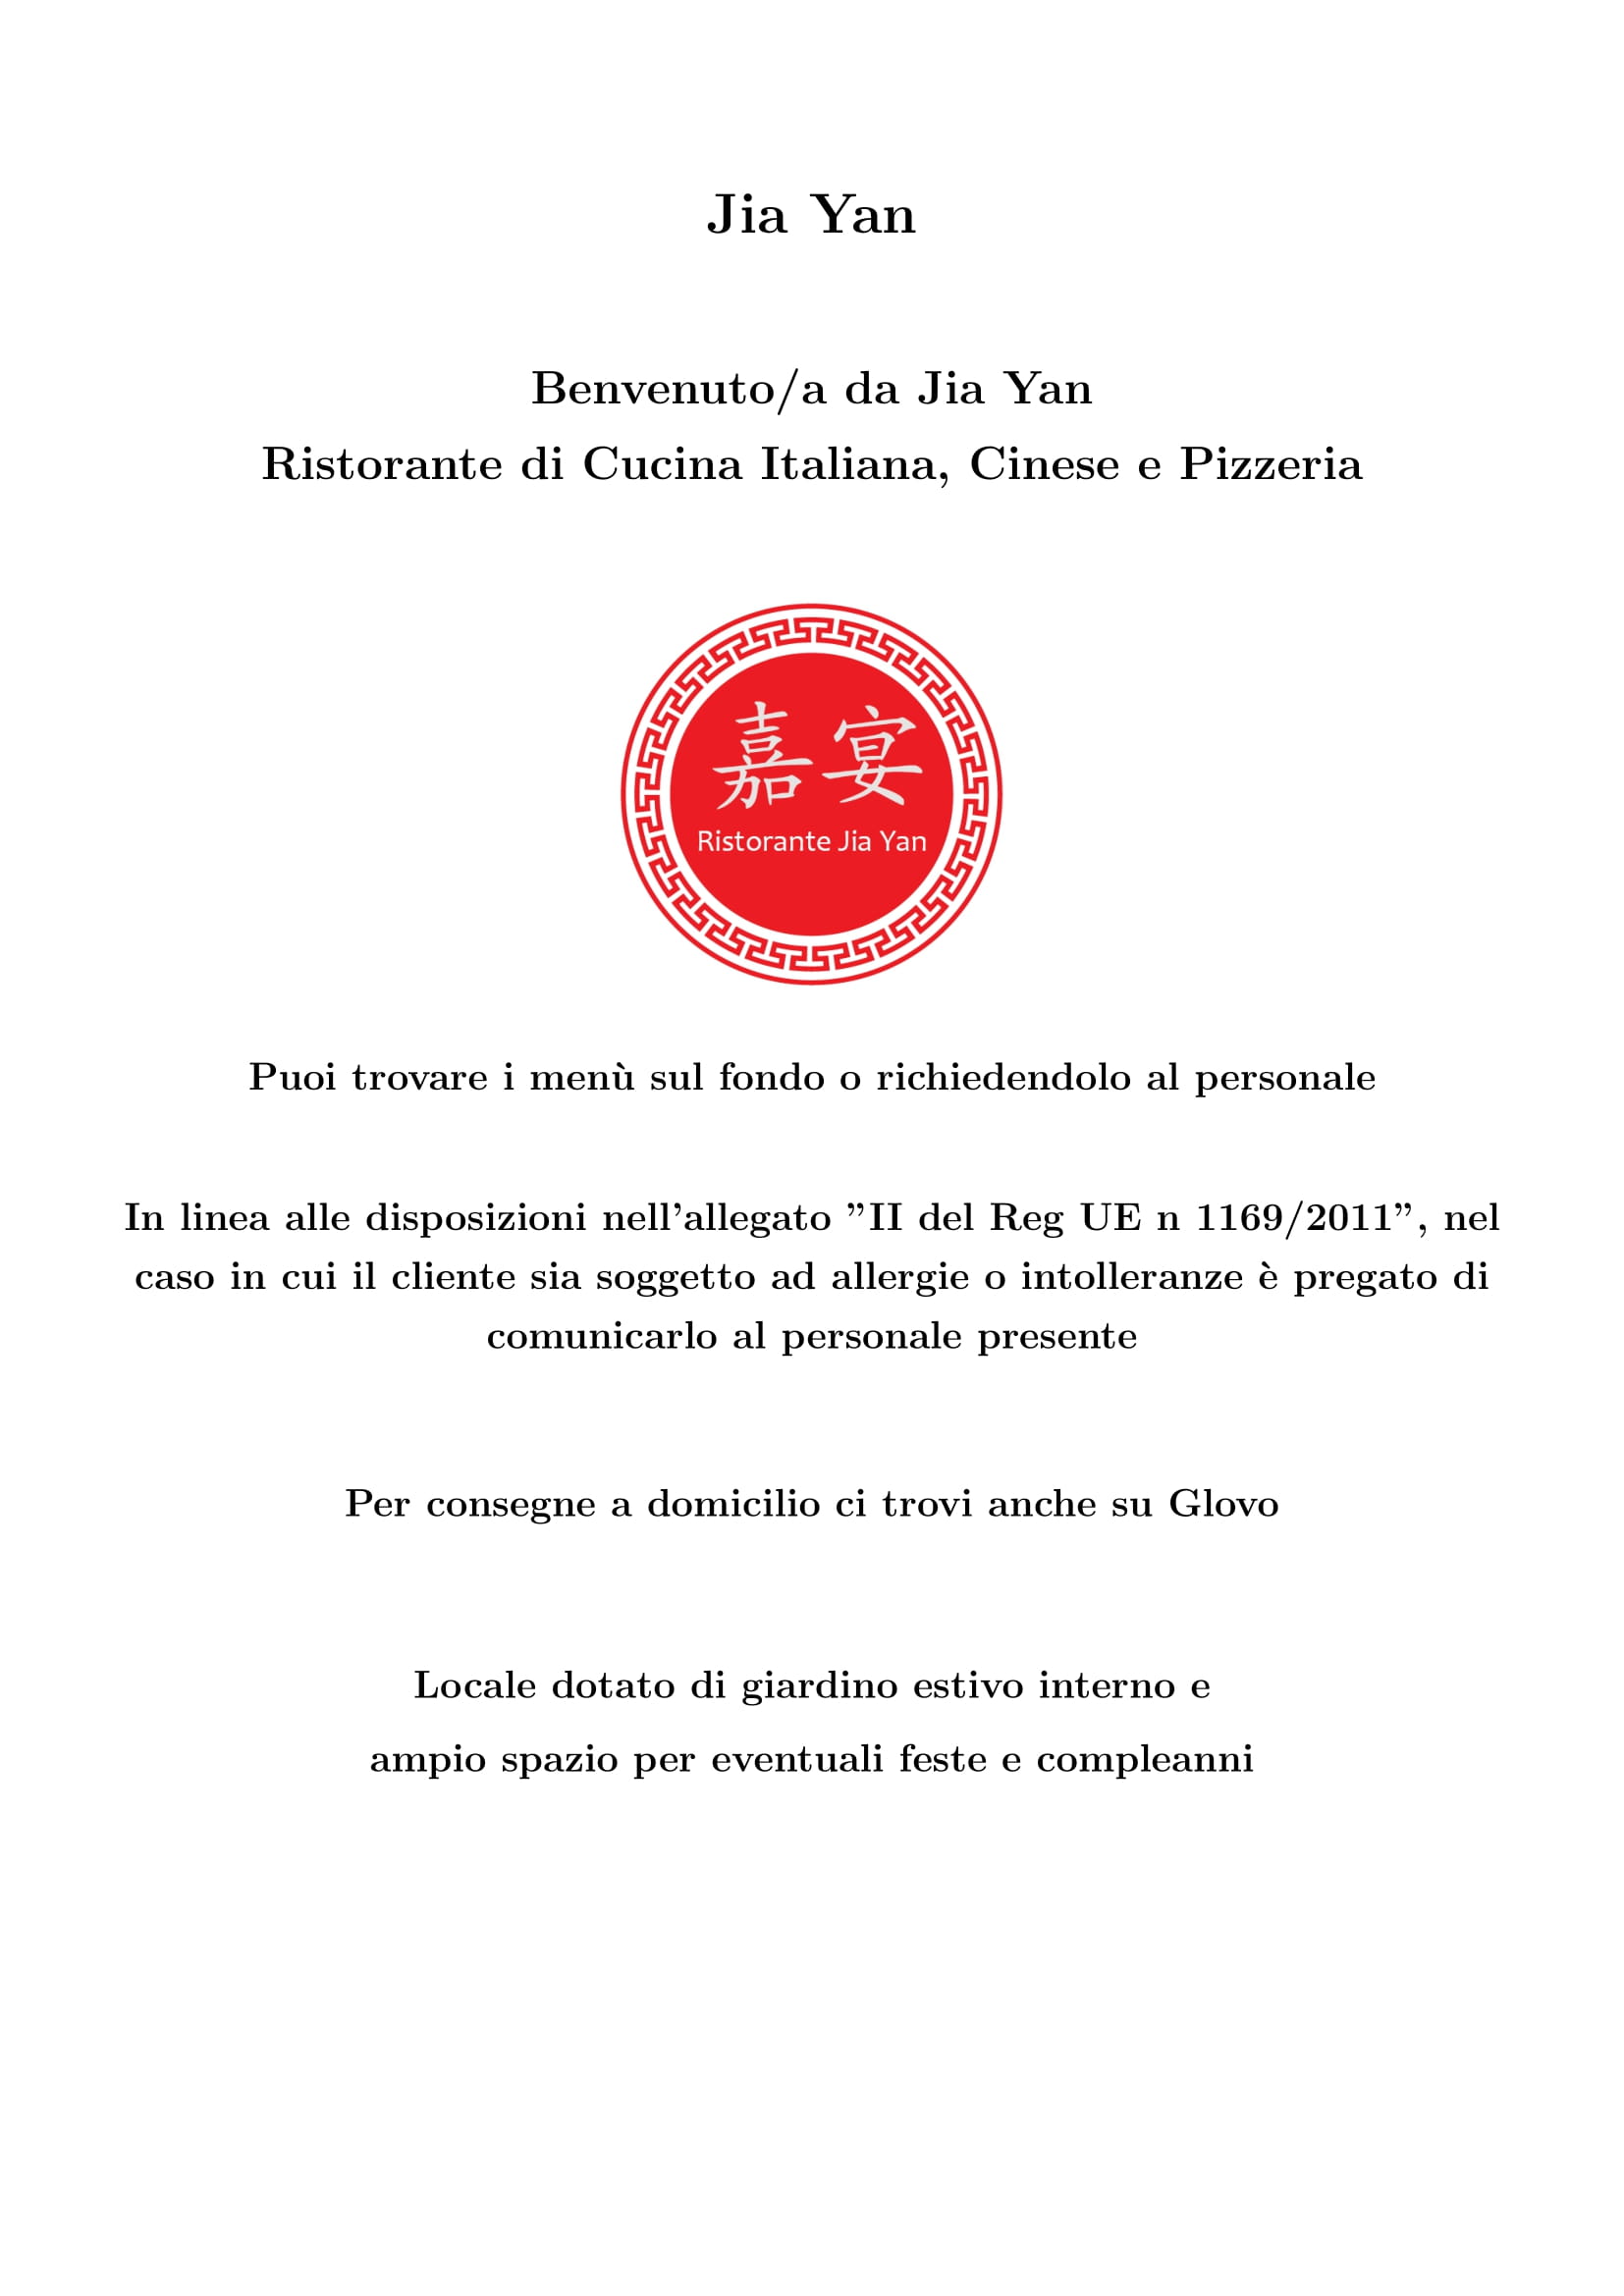 Jia Yan
Benvenuto/a da Jia Yan
Ristorante di Cucina Italiana, Cinese e Pizzeria
嘉宴
Ristorante Jia Yan
Puoi trovare i menù sul fondo o richiedendolo al personale
In linea alle disposizioni nell'allegato "II del Reg UE n 1169/2011", nel
caso in cui il cliente sia soggetto ad allergie o intolleranze è pregato di
comunicarlo al personale presente
Per consegne a domicilio ci trovi anche su Glovo
Locale dotato di giardino estivo interno e
ampio spazio per eventuali feste e compleanni